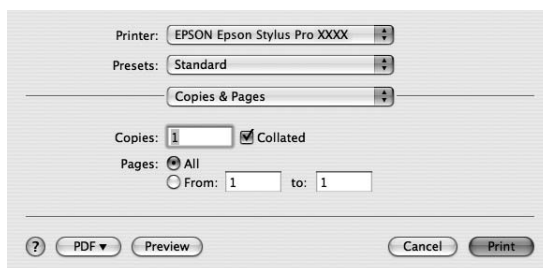 Printer: EPSON Epson Stylus Pro XXXX
Presets: Standard
Copies & Pages
Copies: 1 Collated
Pages: All
From: 1 to: 1
? PDF▼ Preview Cancel Print